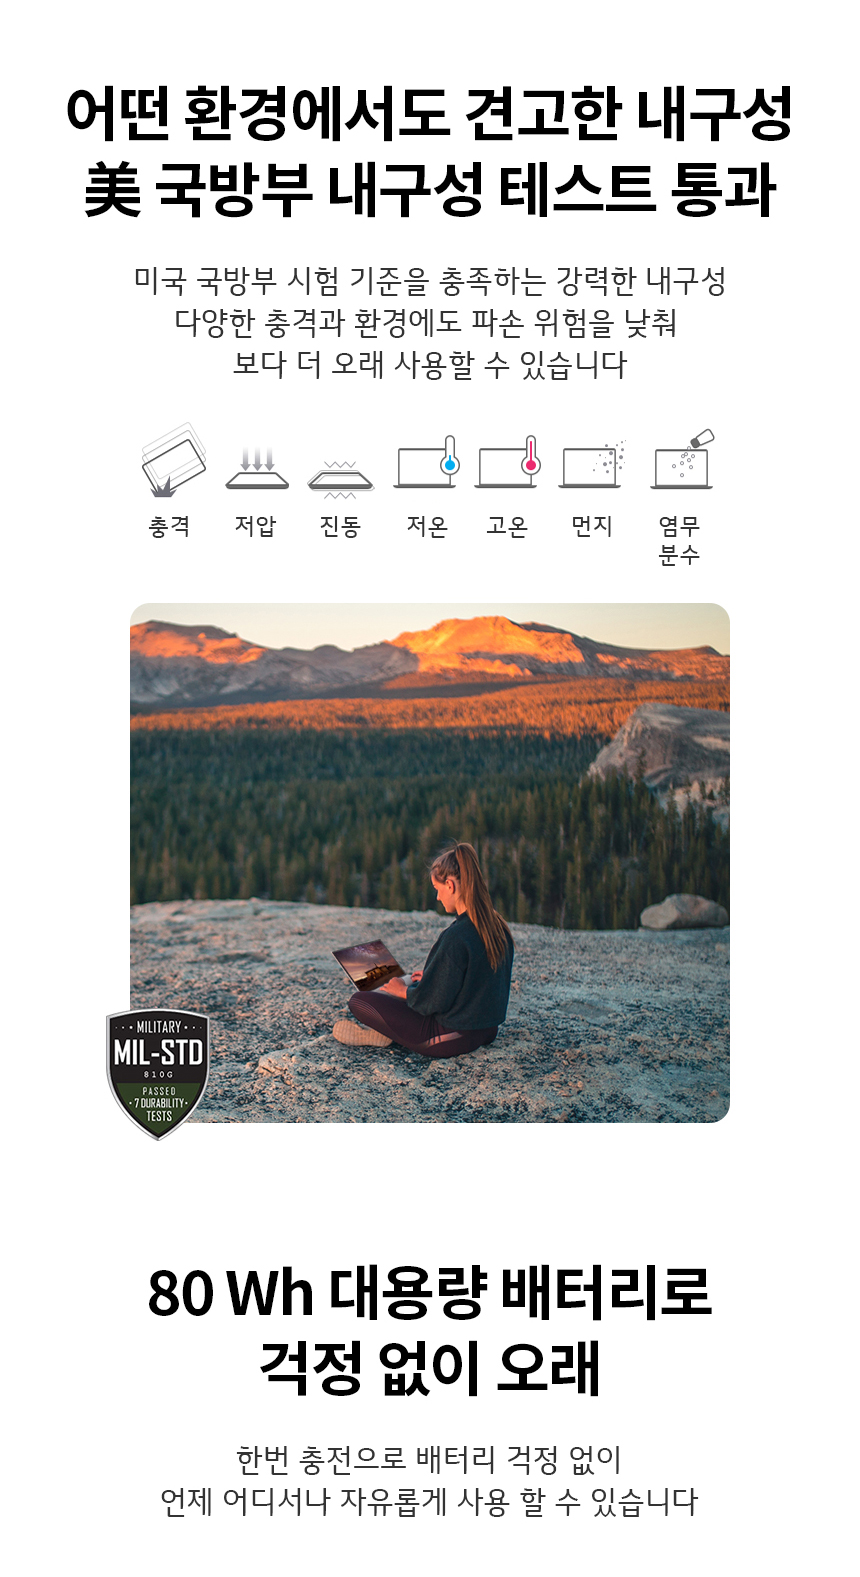 어떤 환경에서도 견고한 내구성
美 국방부 내구성 테스트 통과
미국 국방부 시험 기준을 충족하는 강력한 내구성
다양한 충격과 환경에도 파손 위험을 낮춰
보다 더 오래 사용할 수 있습니다
충격 저압 진동 저온 고온 먼지 염무
분수
MILITARY
MIL-STD
810G
PASSED
7 DURABILITY
TESTS
80 Wh 대용량 배터리로
걱정 없이 오래
한번 충전으로 배터리 걱정 없이
언제 어디서나 자유롭게 사용 할 수 있습니다